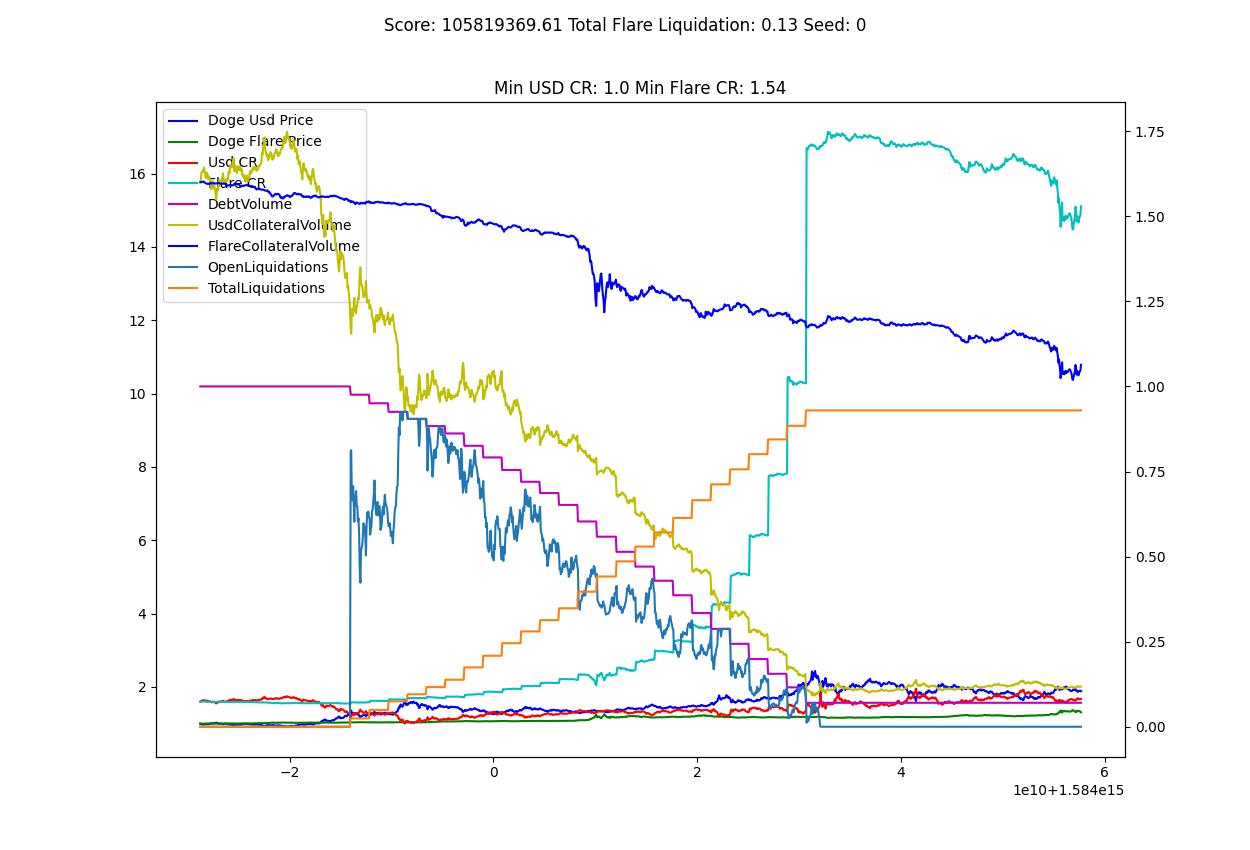 Score: 105819369.61 Total Flare Liquidation: 0.13 Seed: 0
Min USD CR: 1.0 Min Flare CR: 1.54
Doge Usd Price
Doge Flare Price
Usd CR
Flare CR
DebtVolume
UsdCollateralVolume
FlareCollateralVolume
OpenLiquidations
TotalLiquidations
16
14
12
10
8
6
4
2
1.75
1.50
1.25
1.00
0.75
0.50
0.25
0.00
−2
0
2
4
6
1e10+1.584e15